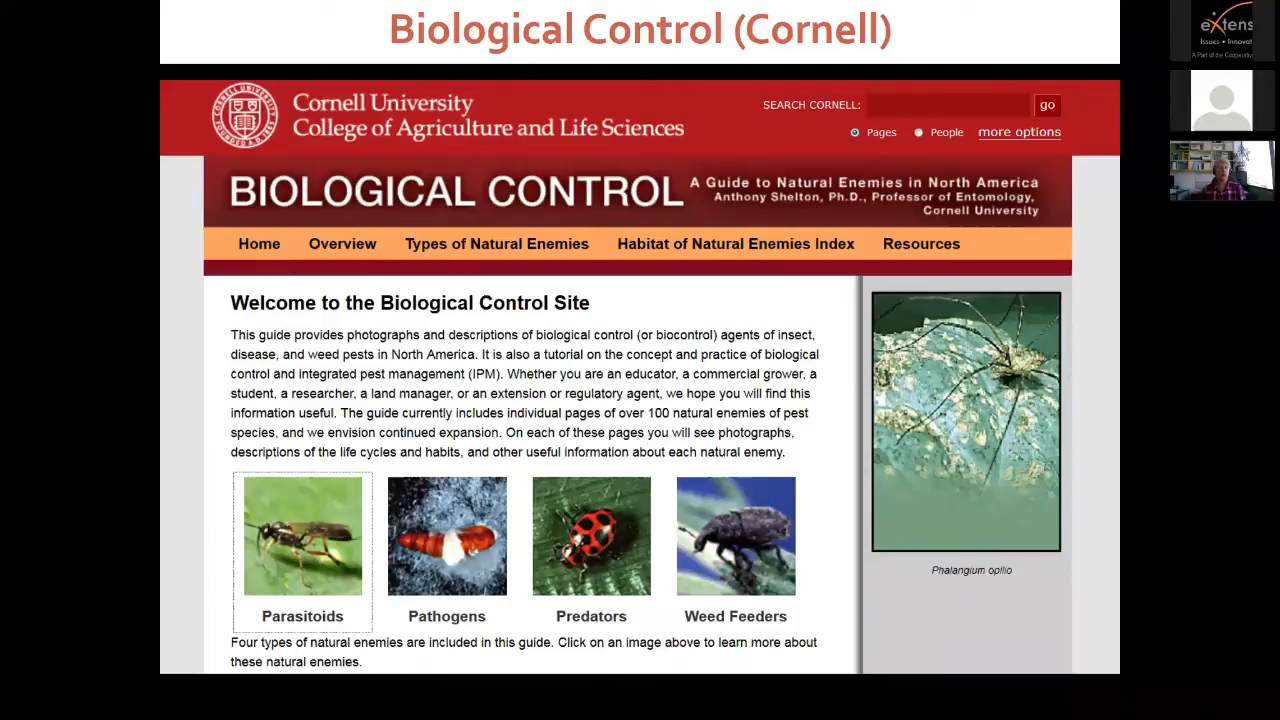 Biological Control (Cornell)
Cornell University
College of Agriculture and Life Sciences
SEARCH CORNELL:
go
Pages
People
more options
BIOLOGICAL CONTROL
A Guide to Natural Enemies in North America
Anthony Shelton, Ph.D., Professor of Entomology,
Cornell University
Home
Overview
Types of Natural Enemies
Habitat of Natural Enemies Index
Resources
Welcome to the Biological Control Site
This guide provides photographs and descriptions of biological control (or biocontrol) agents of insect,
disease, and weed pests in North America. It is also a tutorial on the concept and practice of biological
control and integrated pest management (IPM). Whether you are an educator, a commercial grower, a
student, a researcher, a land manager, or an extension or regulatory agent, we hope you will find this
information useful. The guide currently includes individual pages of over 100 natural enemies of pest
species, and we envision continued expansion. On each of these pages you will see photographs,
descriptions of the life cycles and habits, and other useful information about each natural enemy.
Parasitoids
Pathogens
Predators
Weed Feeders
Four types of natural enemies are included in this guide. Click on an image above to learn more about
these natural enemies.
Phalangium opilio
eXtens
Issues • Innovat
A Part of the Cooperative